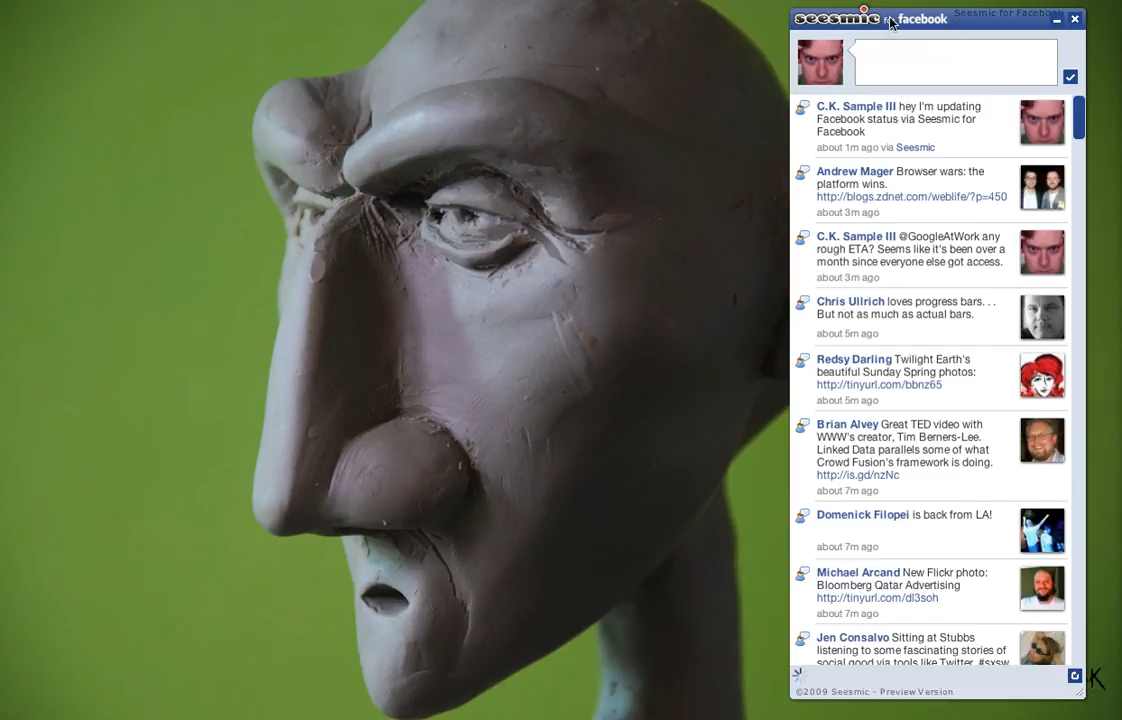 seesmic for facebook
Seesmic for Facebook
C.K. Sample III hey I'm updating
Facebook status via Seesmic for
Facebook
about 1m ago via Seesmic
Andrew Mager Browser wars: the
platform wins.
http://blogs.zdnet.com/weblife/?p=450
about 3m ago
C.K. Sample III @GoogleAtWork any
rough ETA? Seems like it's been over a
month since everyone else got access.
about 3m ago
Chris Ullrich loves progress bars. . .
But not as much as actual bars.
about 5m ago
Redsy Darling Twilight Earth's
beautiful Sunday Spring photos:
http://tinyurl.com/bbnz65
about 5m ago
Brian Alvey Great TED video with
WWW's creator, Tim Berners-Lee.
Linked Data parallels some of what
Crowd Fusion's framework is doing.
http://is.gd/nzNc
about 7m ago
Domenick Filopei is back from LA!
about 7m ago
Michael Arcand New Flickr photo:
Bloomberg Qatar Advertising
http://tinyurl.com/dl3soh
about 7m ago
Jen Consalvo Sitting at Stubbs
listening to some fascinating stories of
social good via tools like Twitter. #sxsw
©2009 Seesmic - Preview Version